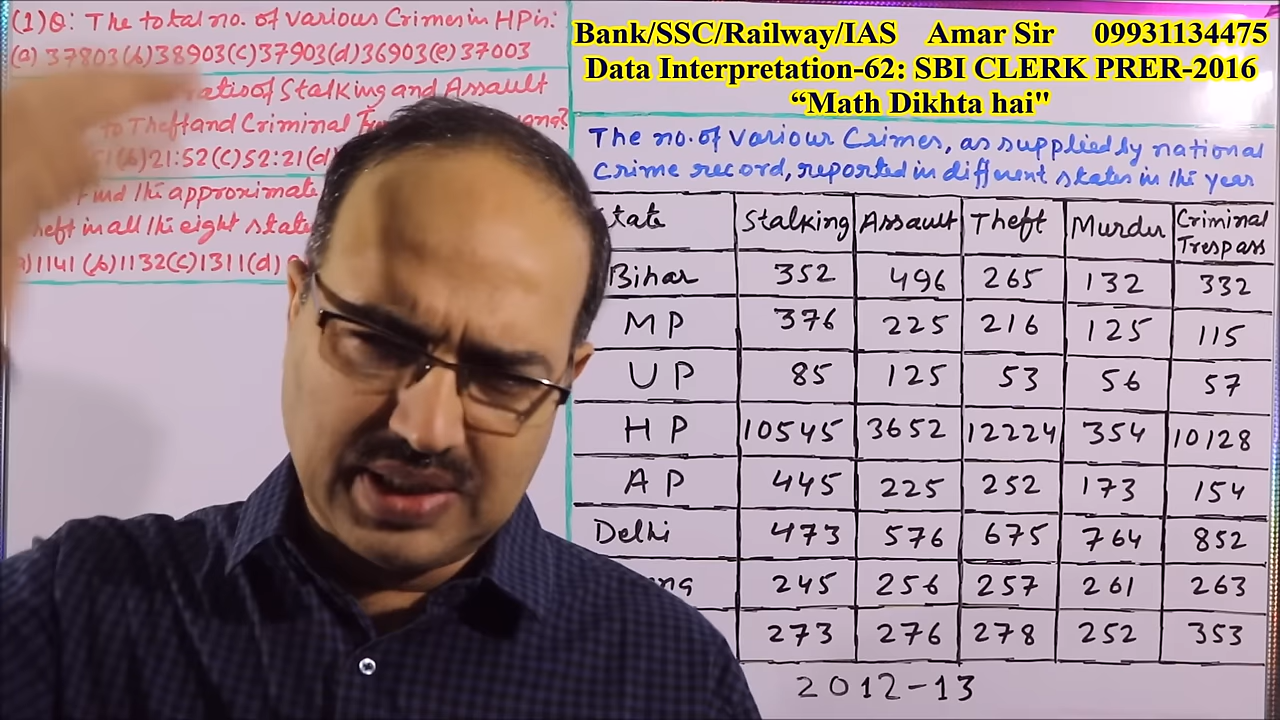 (1)Q: The total no. of various Crimes in HP is:
(a) 37803(b)38903(c)37903(d)36903(e)37003
ratio of Stalking and Assault
to Theft and Criminal
(b)21:52(c)52:21(d)
Find the approximate
heft in all the eight state
1141 (b)1132(c)1311(d)
Bank/SSC/Railway/IAS Amar Sir 09931134475
Data Interpretation-62: SBI CLERK PRER-2016
“Math Dikhta hai"
The no. of various Crimes, as supplied by national
Crime record, reported in different states in the year
State Stalking Assault Theft Murder Criminal Trespass
Bihar 352 496 265 132 332
MP 376 225 216 125 115
UP 85 125 53 56 57
HP 10545 3652 12224 354 10128
AP 445 225 252 173 154
Delhi 473 576 675 764 852
245 256 257 261 263
273 276 278 252 353
2012-13